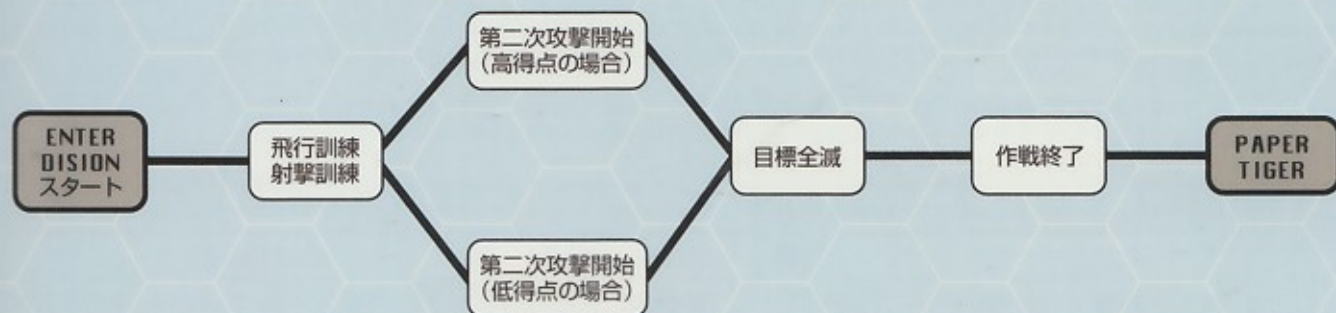 ENTER
DISION
スタート
飛行訓練
射撃訓練
第二次攻撃開始
(高得点の場合)
第二次攻撃開始
(低得点の場合)
目標全滅
作戦終了
PAPER
TIGER